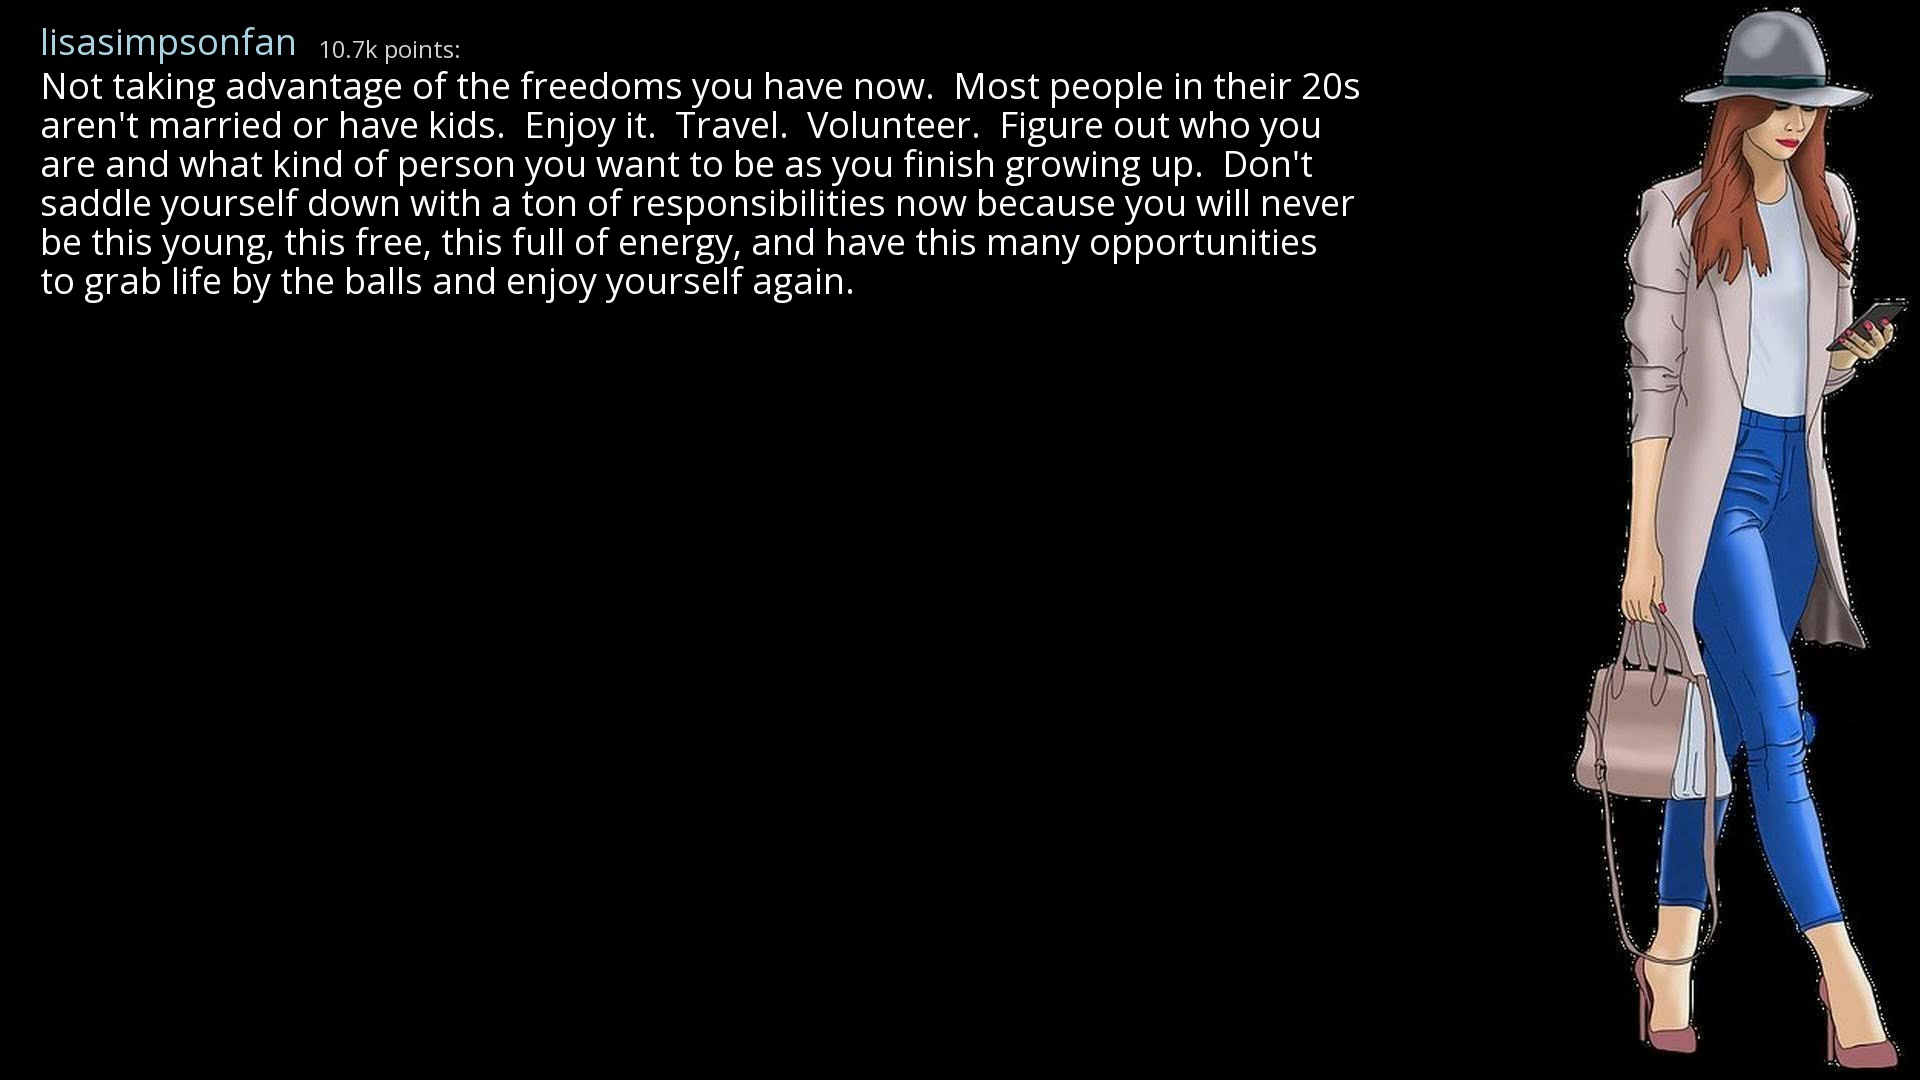 lisasimpsonfan 10.7k points:
Not taking advantage of the freedoms you have now.  Most people in their 20s
aren't married or have kids.  Enjoy it.  Travel.  Volunteer.  Figure out who you
are and what kind of person you want to be as you finish growing up.  Don't
saddle yourself down with a ton of responsibilities now because you will never
be this young, this free, this full of energy, and have this many opportunities
to grab life by the balls and enjoy yourself again.